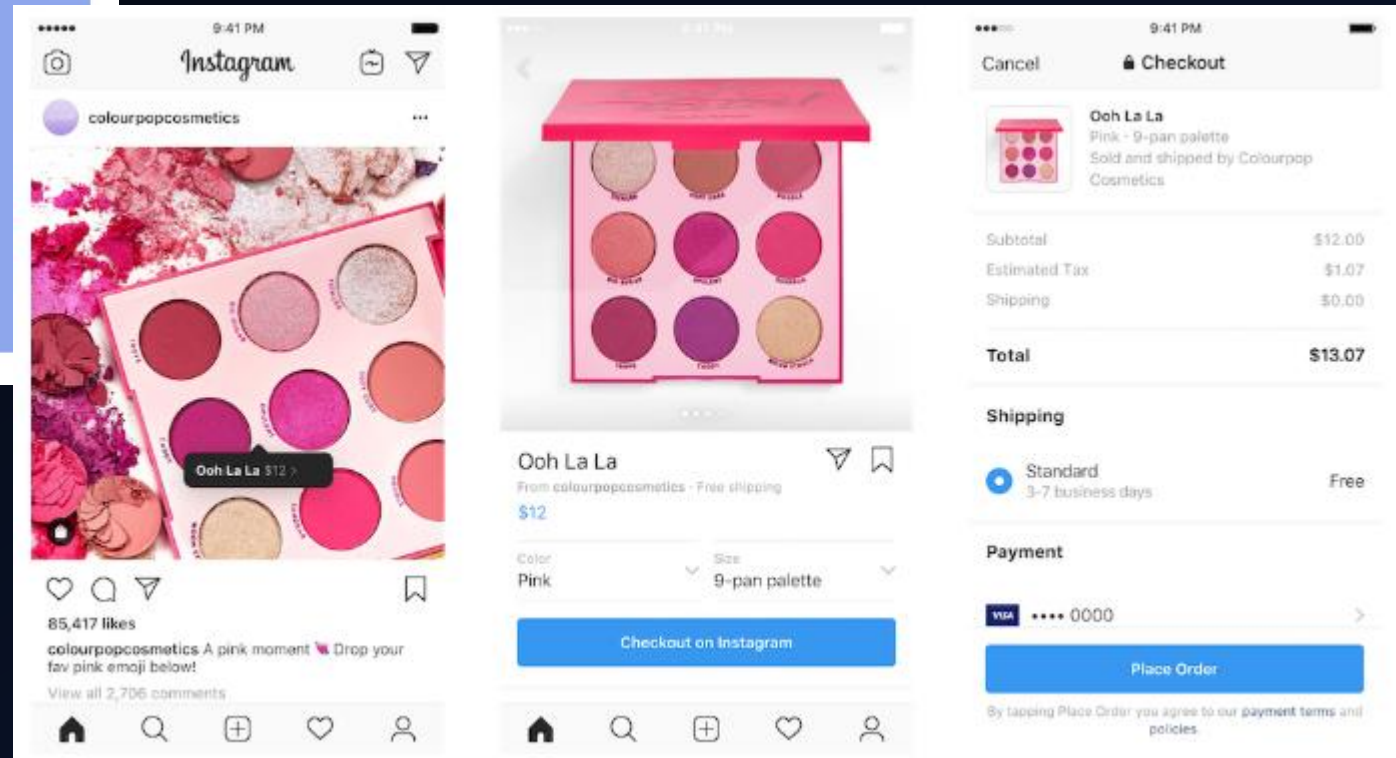 9:41 PM
Instagram
colourpopcosmetics
Ooh La La $12 >
85,417 likes
colourpopcosmetics A pink moment 💘 Drop your
fav pink emoji below!
View all 2,706 comments
9:41 PM
Ooh La La
From colourpopcosmetics · Free shipping
$12
Color
Pink
Size
9-pan palette
Checkout on Instagram
9:41 PM
Cancel
Checkout
Ooh La La
Pink - 9-pan palette
Sold and shipped by Colourpop
Cosmetics
Subtotal $12.00
Estimated Tax $1.07
Shipping $0.00
Total $13.07
Shipping
Standard
3-7 business days
Free
Payment
VISA •••• 0000
Place Order
By tapping Place Order you agree to our payment terms and
policies